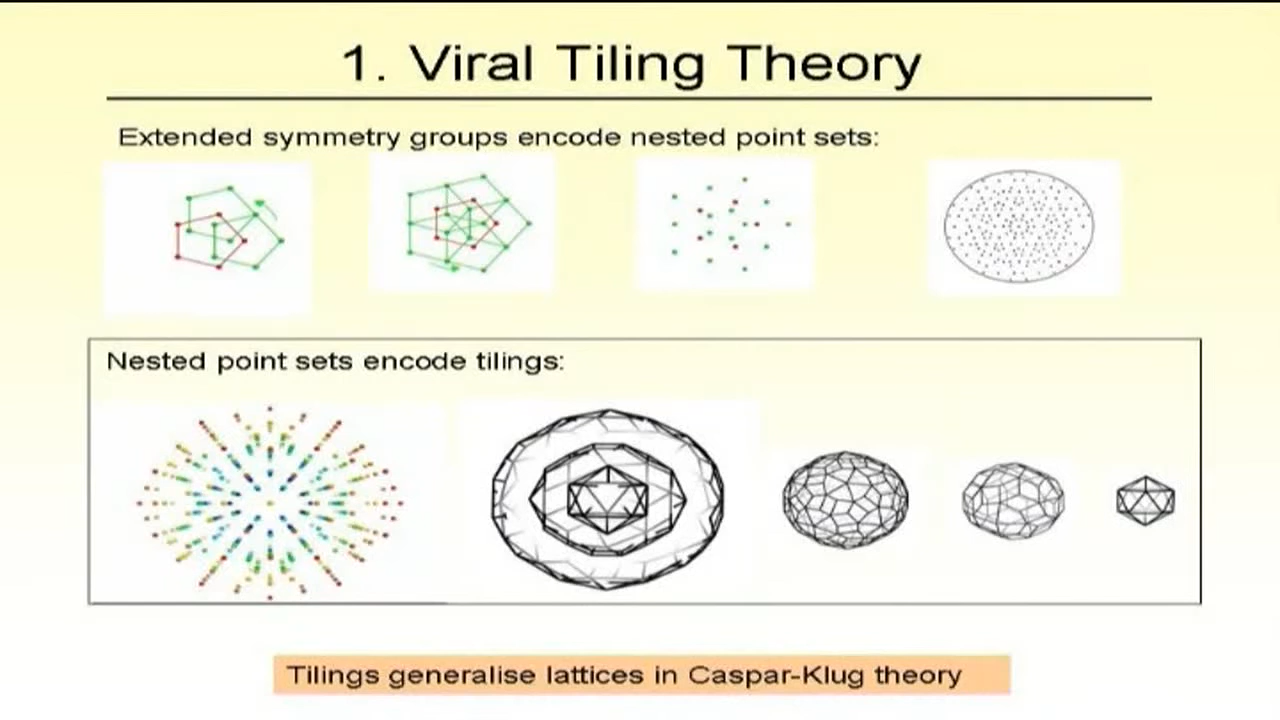 1. Viral Tiling Theory
Extended symmetry groups encode nested point sets:
Nested point sets encode tilings:
Tilings generalise lattices in Caspar-Klug theory